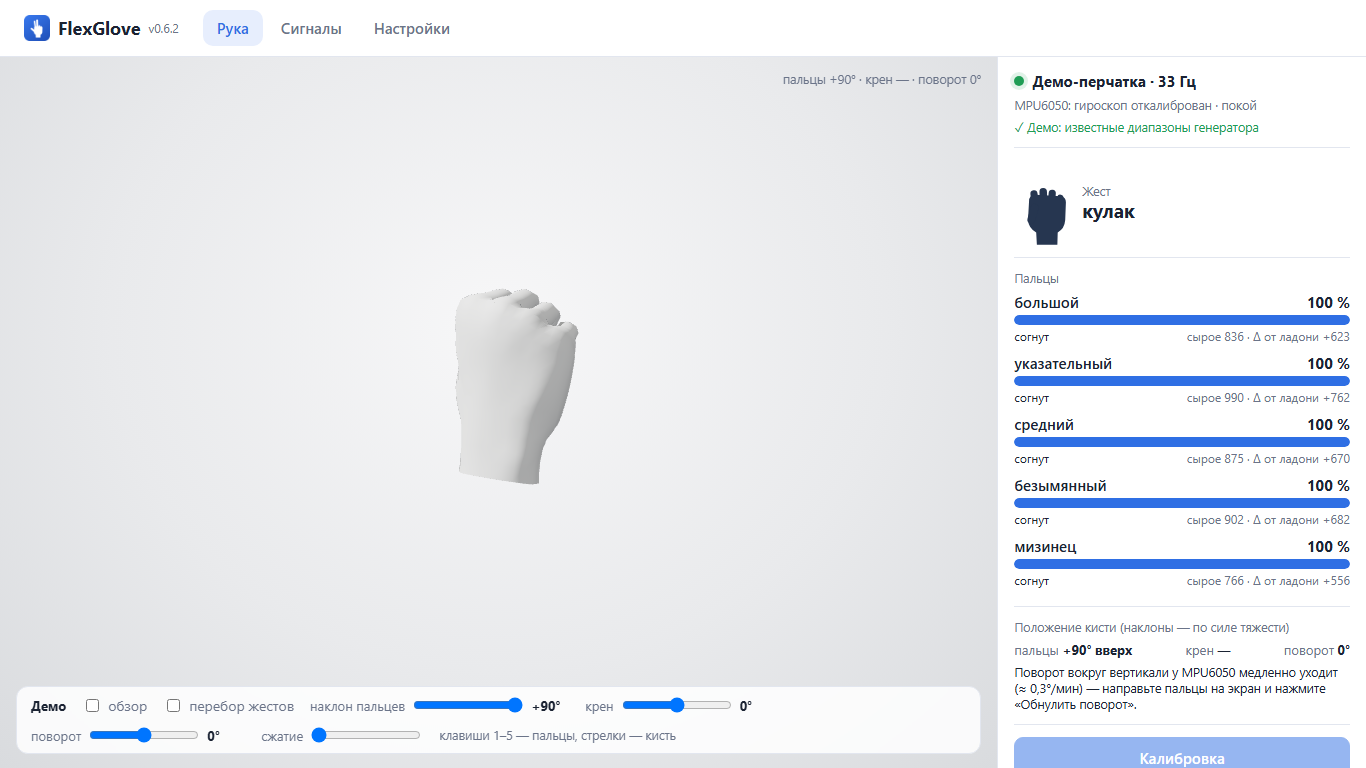 FlexGlove v0.6.2 Рука Сигналы Настройки
пальцы +90° · крен — · поворот 0°
Демо-перчатка · 33 Гц
MPU6050: гироскоп откалиброван · покой
✓ Демо: известные диапазоны генератора
Жест
кулак
Пальцы
большой 100 %
согнут сырое 836 · Δ от ладони +623
указательный 100 %
согнут сырое 990 · Δ от ладони +762
средний 100 %
согнут сырое 875 · Δ от ладони +670
безымянный 100 %
согнут сырое 902 · Δ от ладони +682
мизинец 100 %
согнут сырое 766 · Δ от ладони +556
Положение кисти (наклоны — по силе тяжести)
пальцы +90° вверх крен — поворот 0°
Поворот вокруг вертикали у MPU6050 медленно уходит
(≈ 0,3°/мин) — направьте пальцы на экран и нажмите
«Обнулить поворот».
Калибровка
Демо обзор перебор жестов наклон пальцев +90° крен 0°
поворот 0° сжатие клавиши 1–5 — пальцы, стрелки — кисть